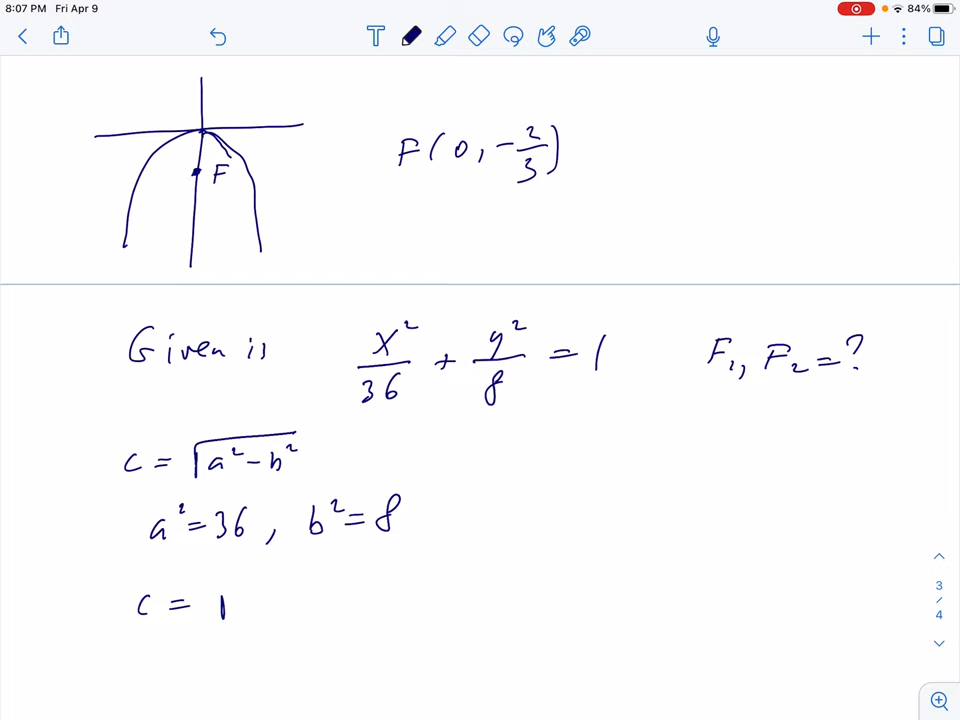 8:07 PM Fri Apr 9 84%
T
F
F(0, -2/3)
Given is x²/36 + y²/8 = 1 F₁, F₂ = ?
c = √(a² - b²)
a² = 36, b² = 8
c =
3
/
4